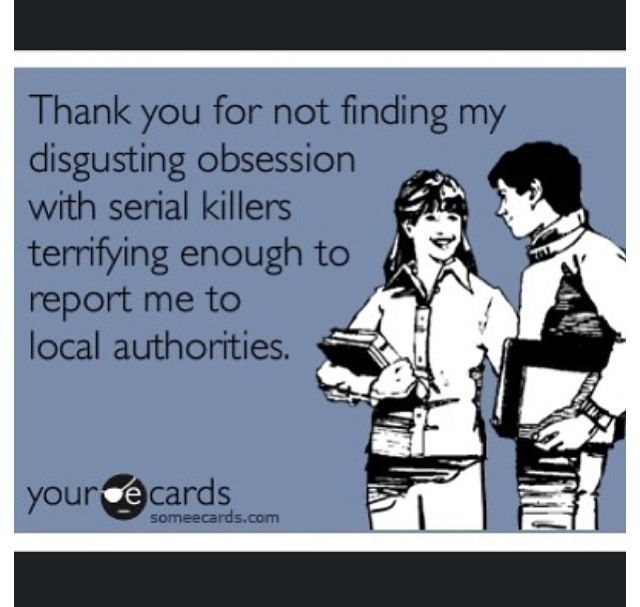 Thank you for not finding my
disgusting obsession
with serial killers
terrifying enough to
report me to
local authorities.
your e cards
someecards.com